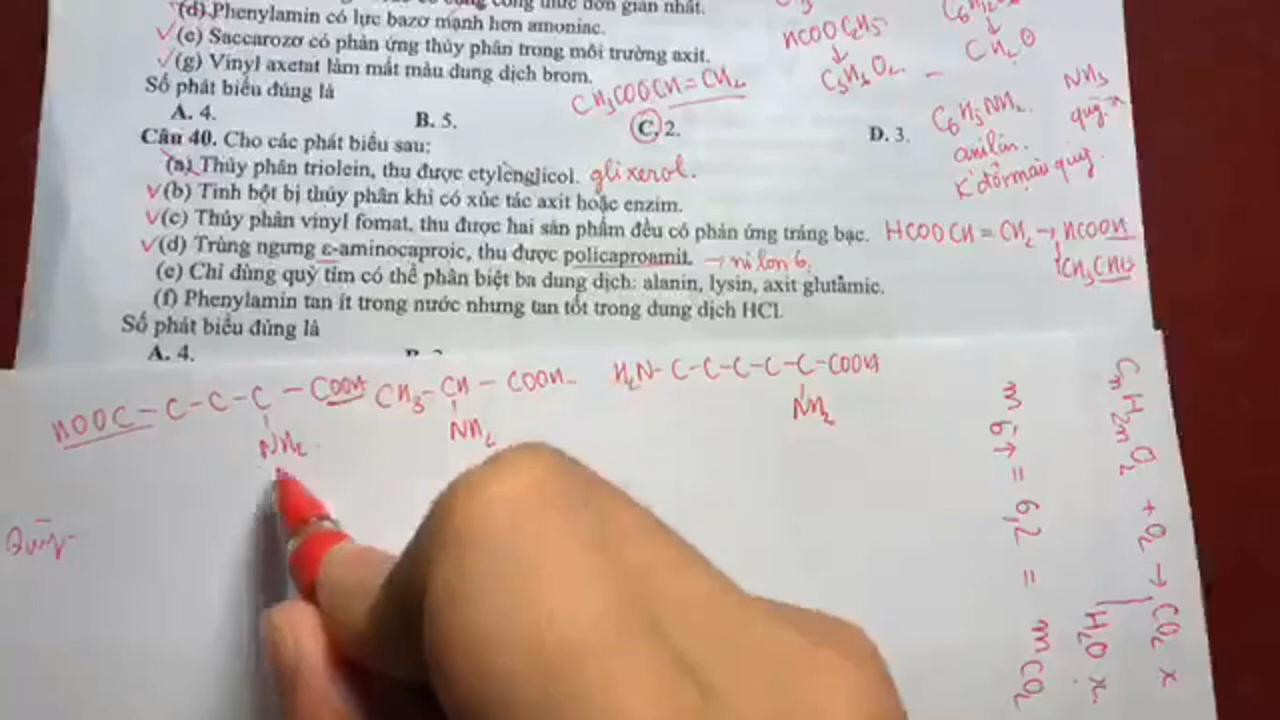 (d) Phenylamin có lực bazơ mạnh hơn amoniac.
(e) Saccarozơ có phản ứng thủy phân trong môi trường axit.
(g) Vinyl axetat làm mất màu dung dịch brom.
Số phát biểu đúng là
CH3COOCH=CH2
A. 4. B. 5. C. 2. D. 3.
HCOOC2H5
CH2O
C3H6O2 -
C6H5NH2 NH3
anilin. quỳ
K đổi màu quỳ
Câu 40. Cho các phát biểu sau:
(a) Thủy phân triolein, thu được etylenglicol. glixerol.
(b) Tinh bột bị thủy phân khi có xúc tác axit hoặc enzim.
(c) Thủy phân vinyl fomat, thu được hai sản phẩm đều có phản ứng tráng bạc. HCOOCH=CH2 → HCOOH
CH3CHO
(d) Trùng ngưng ε-aminocaproic, thu được policaproamit. → nilon 6.
(e) Chỉ dùng quỳ tím có thể phân biệt ba dung dịch: alanin, lysin, axit glutamic.
(f) Phenylamin tan ít trong nước nhưng tan tốt trong dung dịch HCl.
Số phát biểu đúng là
A. 4.
HOOC-C-C-C-COOH CH3-CH-COOH H2N-C-C-C-C-C-COOH
NH2 NH2 NH2
Quỳ
CnH2nO2 + O2 → CO2 x
H2O x
m b ↑ = 6,2 = mCO2